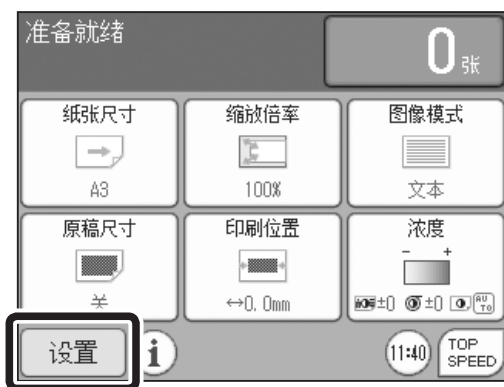 准备就绪
0张
纸张尺寸 缩放倍率 图像模式
A3 100% 文本
原稿尺寸 印刷位置 浓度
- +
关 ↔0.0mm ±0 ±0 AUTO
设置 i 11:40 TOP SPEED